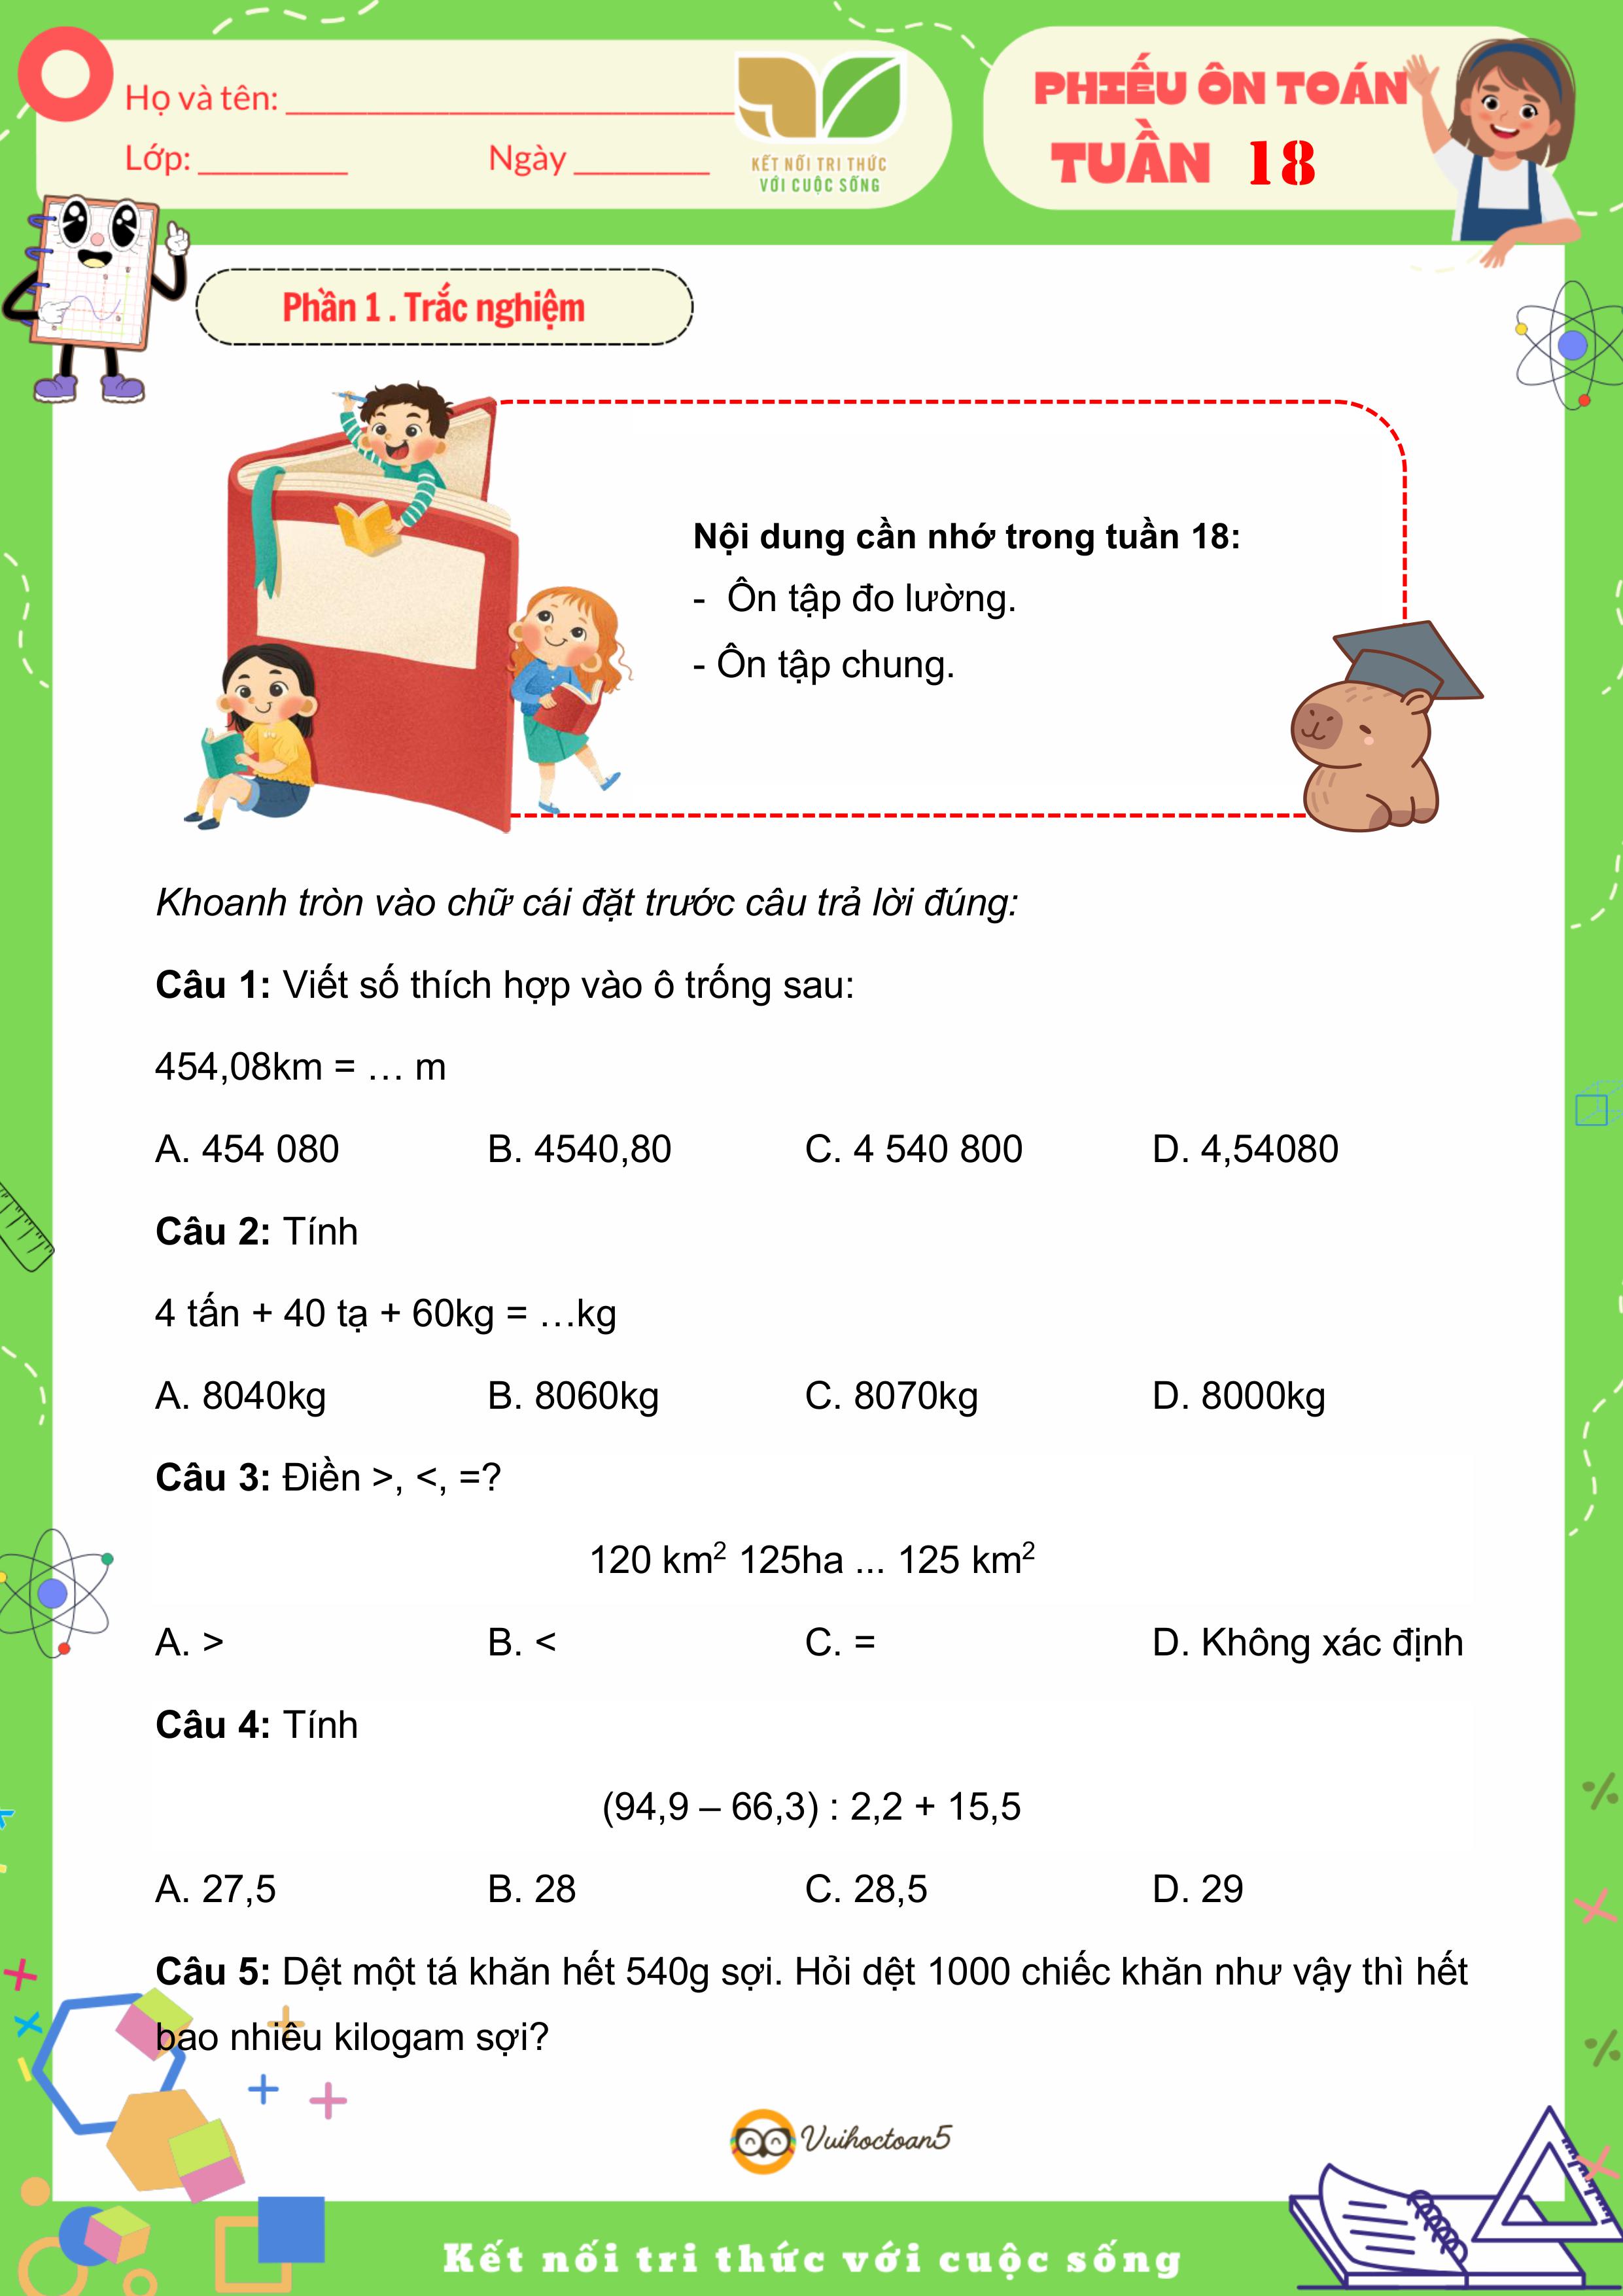 Họ và tên:
Lớp: Ngày
KẾT NỐI TRI THỨC
VỚI CUỘC SỐNG
PHIẾU ÔN TOÁN
TUẦN 18
Phần 1 . Trắc nghiệm
Nội dung cần nhớ trong tuần 18:
- Ôn tập đo lường.
- Ôn tập chung.
Khoanh tròn vào chữ cái đặt trước câu trả lời đúng:
Câu 1: Viết số thích hợp vào ô trống sau:
454,08km = … m
A. 454 080 B. 4540,80 C. 4 540 800 D. 4,54080
Câu 2: Tính
4 tấn + 40 tạ + 60kg = …kg
A. 8040kg B. 8060kg C. 8070kg D. 8000kg
Câu 3: Điền >, <, =?
120 km² 125ha ... 125 km²
A. > B. < C. = D. Không xác định
Câu 4: Tính
(94,9 – 66,3) : 2,2 + 15,5
A. 27,5 B. 28 C. 28,5 D. 29
Câu 5: Dệt một tá khăn hết 540g sợi. Hỏi dệt 1000 chiếc khăn như vậy thì hết
bao nhiêu kilogam sợi?
Vuihoctoan5
Kết nối tri thức với cuộc sống